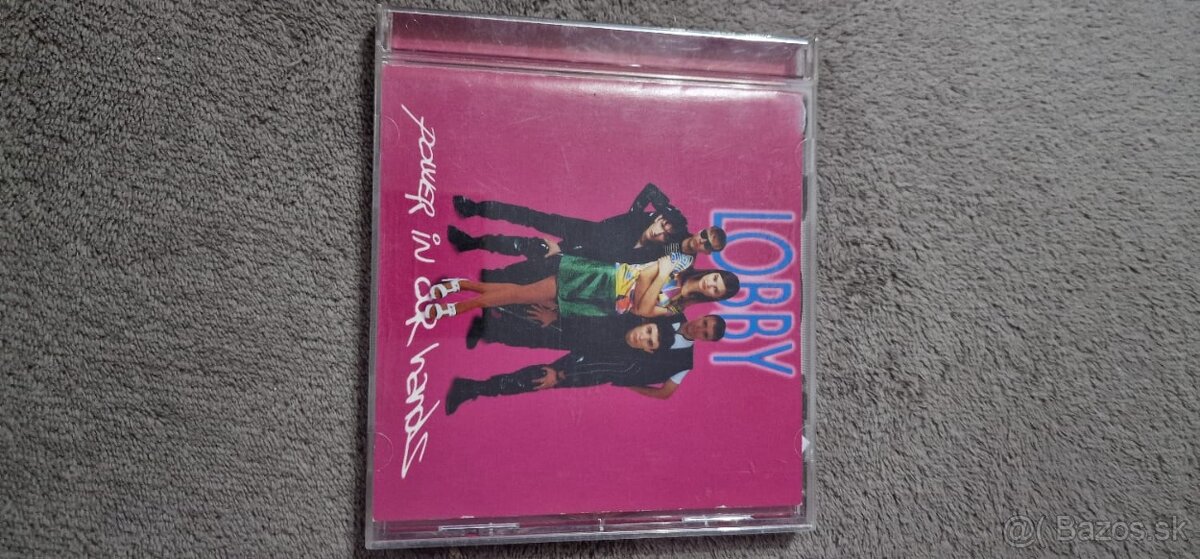 LOBBY
POWER IN OUR hands
@( Bazos.sk